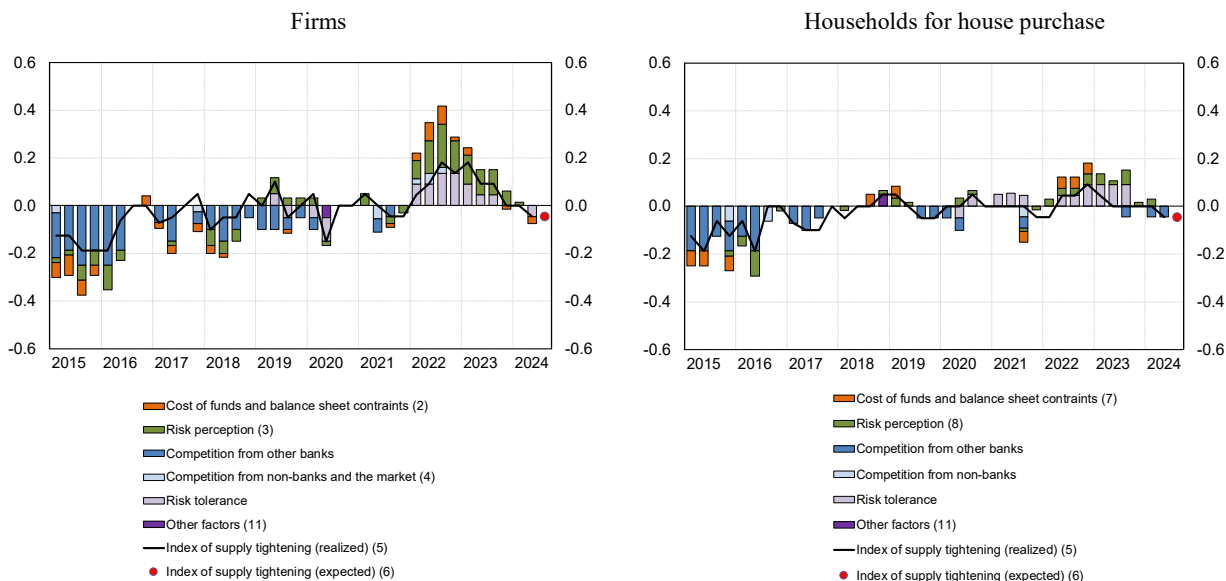 Firms
0.6 0.6
0.4 0.4
0.2 0.2
0.0 0.0
-0.2 -0.2
-0.4 -0.4
-0.6 -0.6
2015 2016 2017 2018 2019 2020 2021 2022 2023 2024
Cost of funds and balance sheet contraints (2)
Risk perception (3)
Competition from other banks
Competition from non-banks and the market (4)
Risk tolerance
Other factors (11)
Index of supply tightening (realized) (5)
Index of supply tightening (expected) (6)
Households for house purchase
0.6 0.6
0.4 0.4
0.2 0.2
0.0 0.0
-0.2 -0.2
-0.4 -0.4
-0.6 -0.6
2015 2016 2017 2018 2019 2020 2021 2022 2023 2024
Cost of funds and balance sheet contraints (7)
Risk perception (8)
Competition from other banks
Competition from non-banks
Risk tolerance
Other factors (11)
Index of supply tightening (realized) (5)
Index of supply tightening (expected) (6)